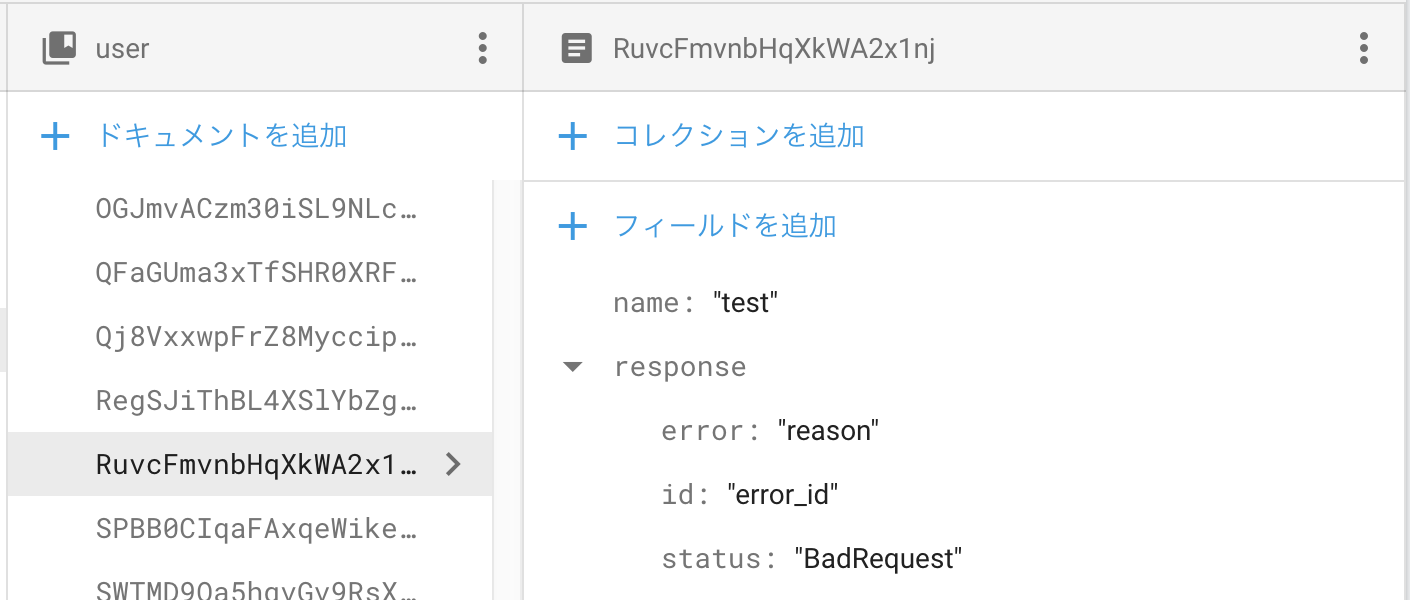 user
ドキュメントを追加
OGJmvACzm30iSL9NLc…
QFaGUma3xTfSHR0XRF…
Qj8VxxwpFrZ8Myccip…
RegSJiThBL4XSlYbZg…
RuvcFmvnbHqXkWA2x1…
SPBB0CIqaFAxqeWike…
RuvcFmvnbHqXkWA2x1nj
コレクションを追加
フィールドを追加
name: "test"
response
error: "reason"
id: "error_id"
status: "BadRequest"